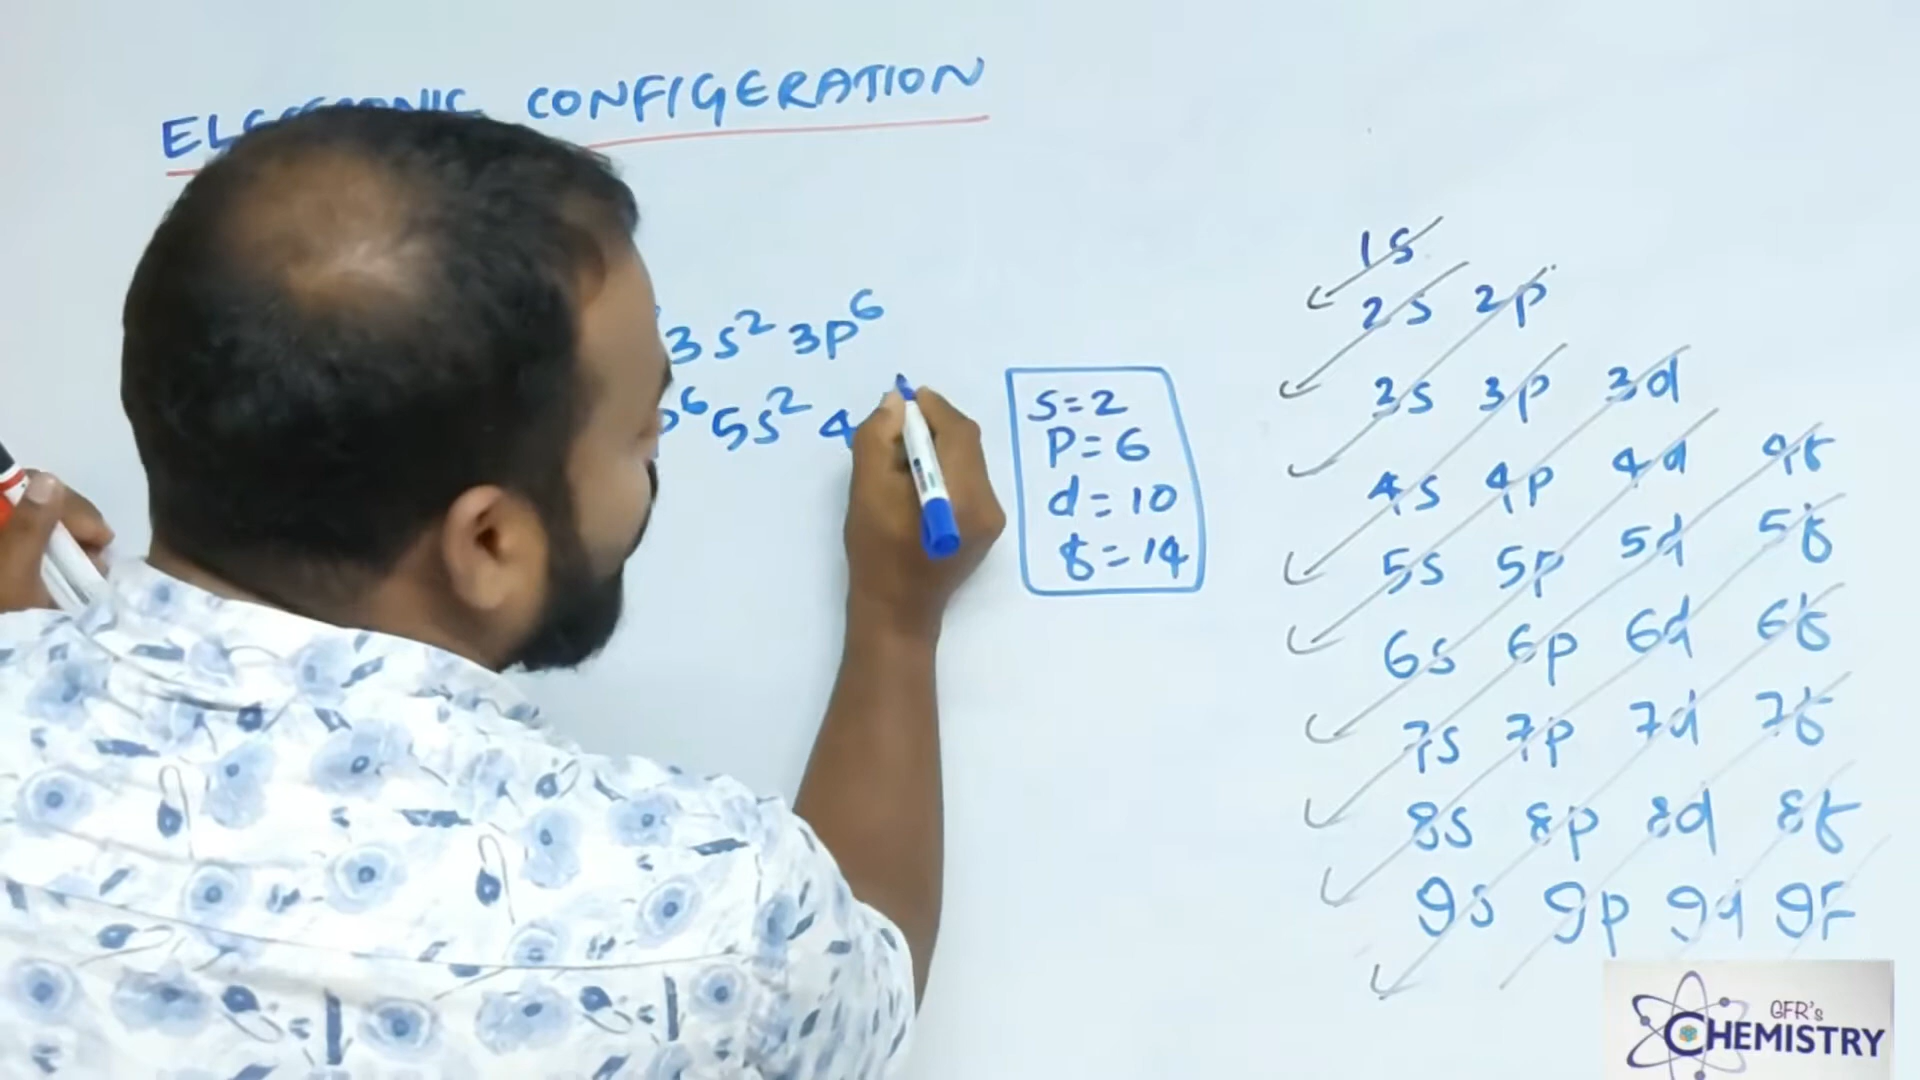 ELECTRONIC CONFIGERATION
3s² 3p⁶
p⁶ 5s² 4
s=2
p=6
d=10
f=14
1s
2s 2p
3s 3p 3d
4s 4p 4d 4f
5s 5p 5d 5f
6s 6p 6d 6f
7s 7p 7d 7f
8s 8p 8d 8f
9s 9p 9d 9f
GFR's
CHEMISTRY